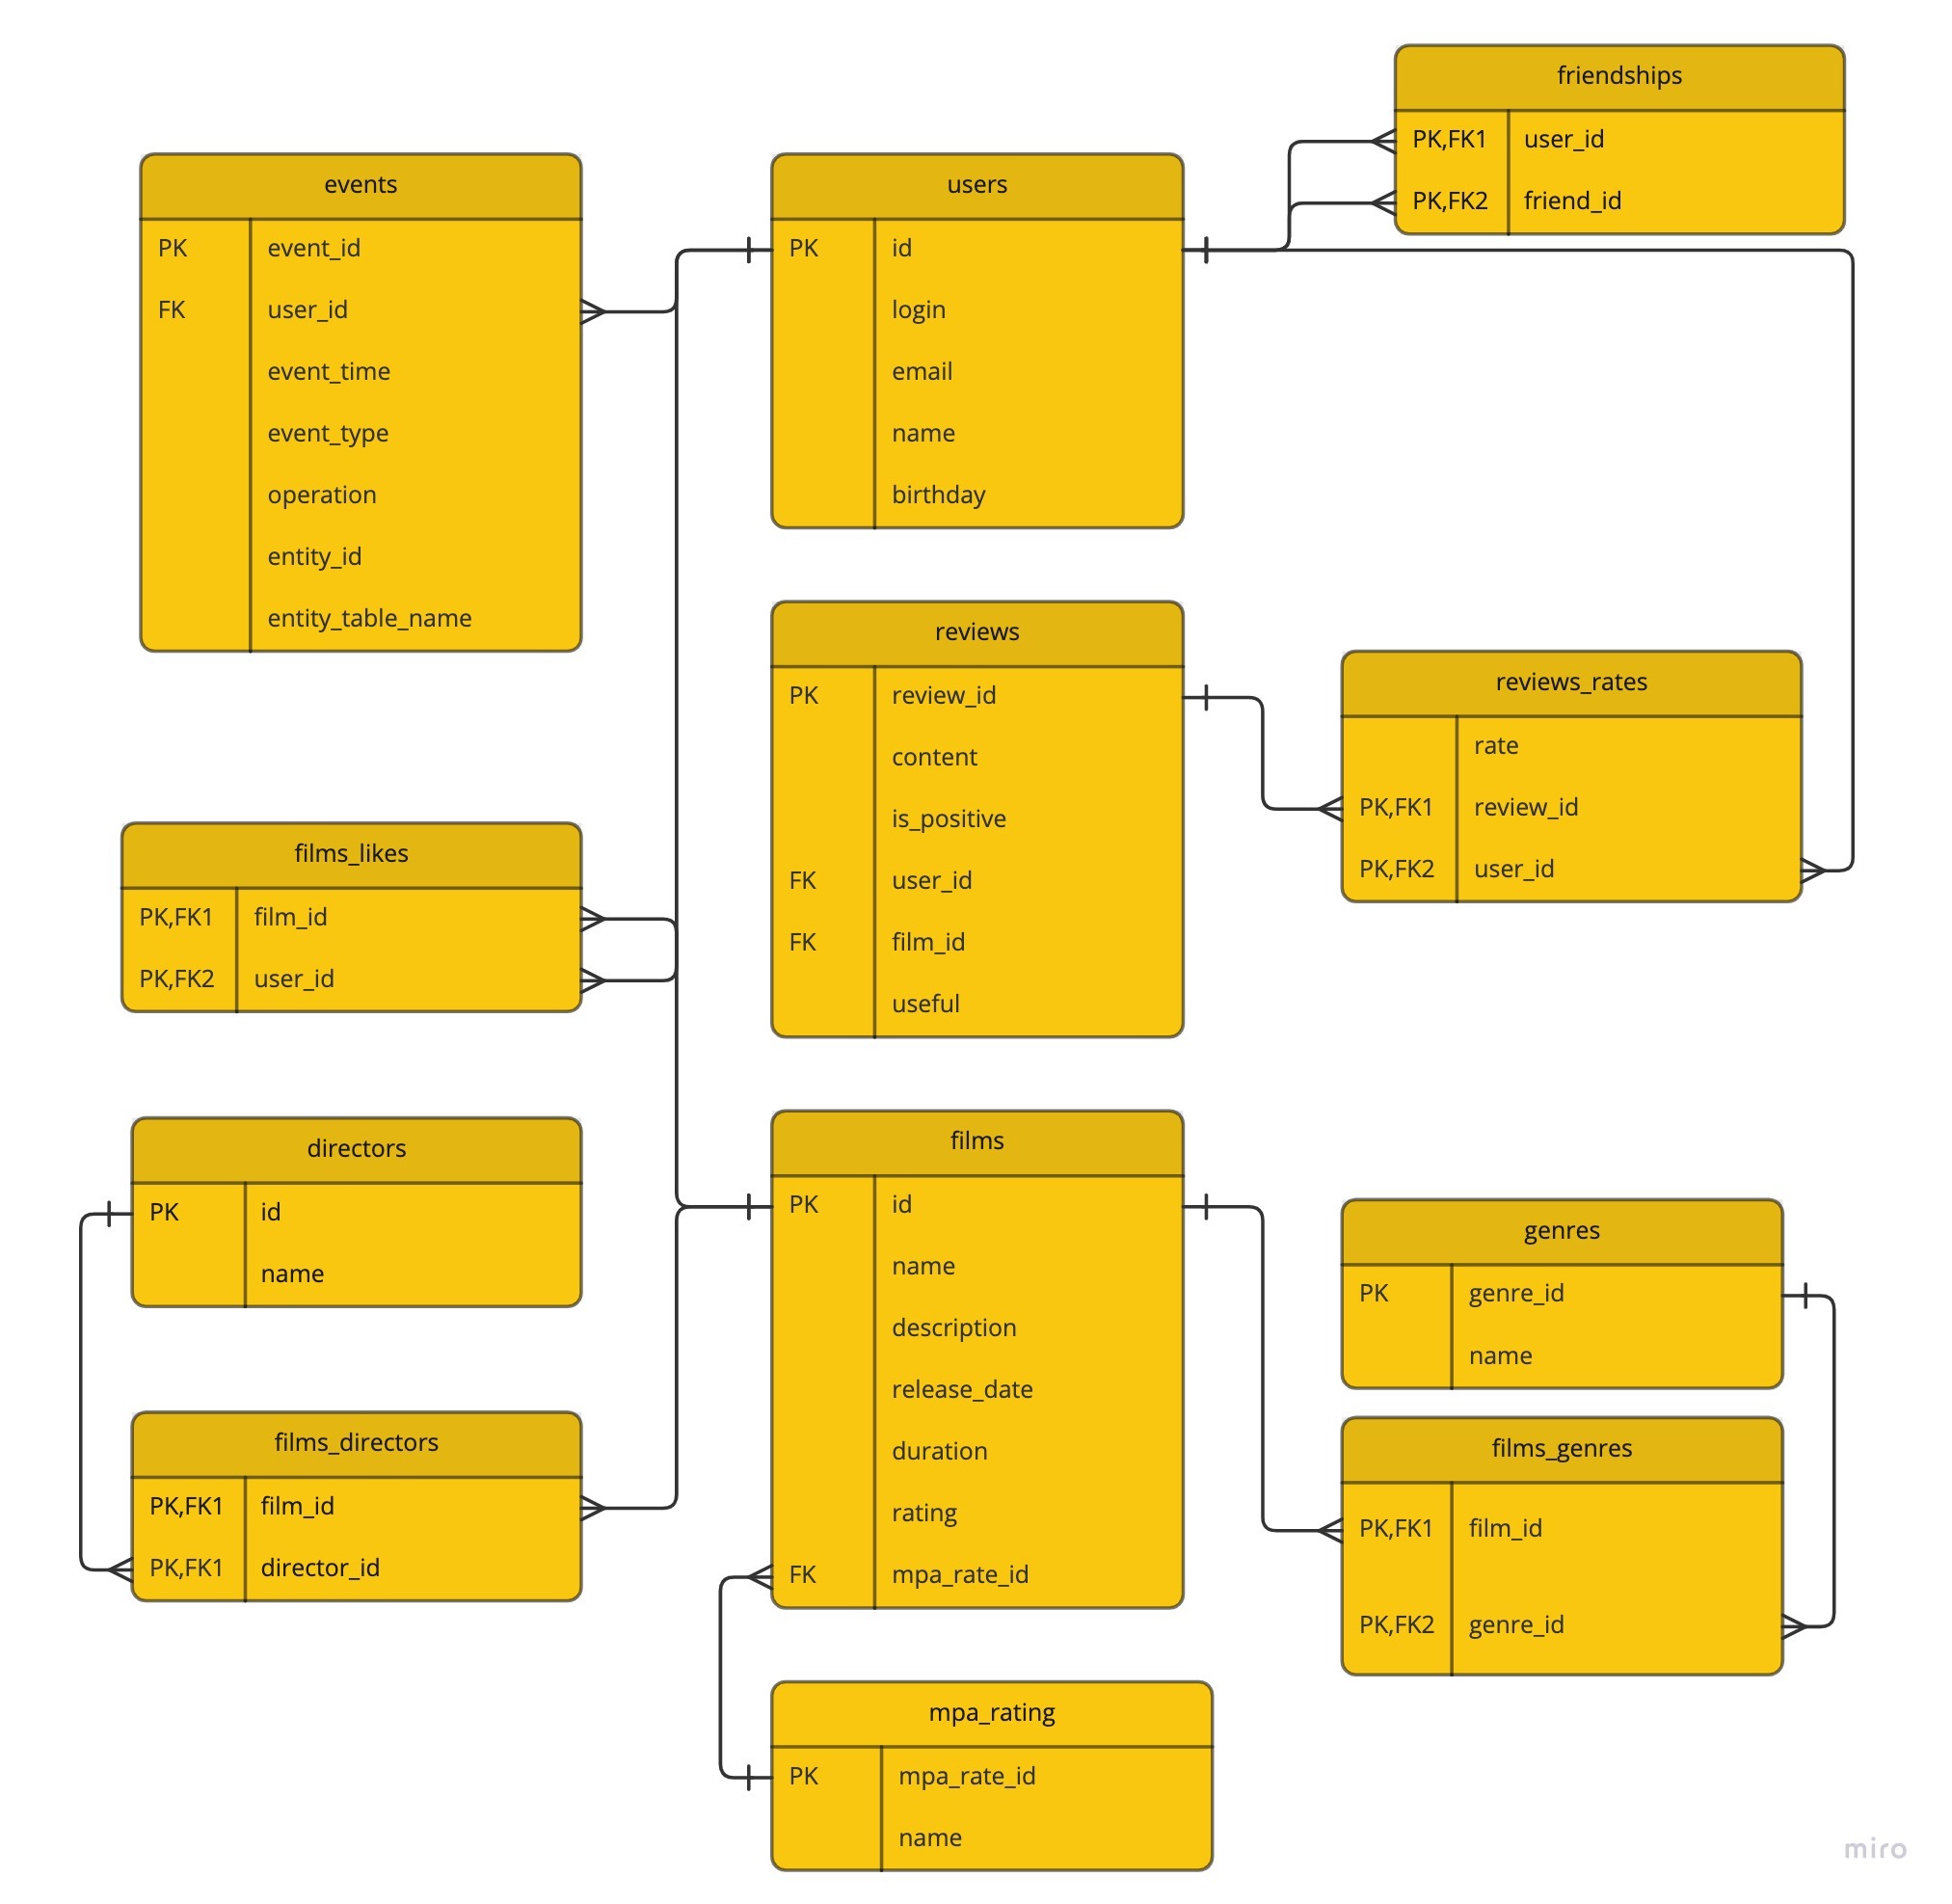 friendships
PK,FK1 user_id
PK,FK2 friend_id
events
PK event_id
FK user_id
event_time
event_type
operation
entity_id
entity_table_name
users
PK id
login
email
name
birthday
reviews
PK review_id
content
is_positive
FK user_id
FK film_id
useful
reviews_rates
rate
PK,FK1 review_id
PK,FK2 user_id
films_likes
PK,FK1 film_id
PK,FK2 user_id
directors
PK id
name
films
PK id
name
description
release_date
duration
rating
FK mpa_rate_id
genres
PK genre_id
name
films_directors
PK,FK1 film_id
PK,FK1 director_id
films_genres
PK,FK1 film_id
PK,FK2 genre_id
mpa_rating
PK mpa_rate_id
name
miro